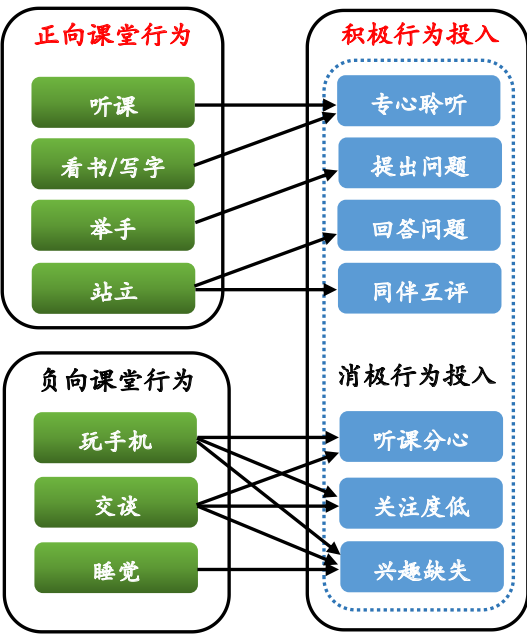 正向课堂行为
听课
看书/写字
举手
站立
负向课堂行为
玩手机
交谈
睡觉
积极行为投入
专心聆听
提出问题
回答问题
同伴互评
消极行为投入
听课分心
关注度低
兴趣缺失